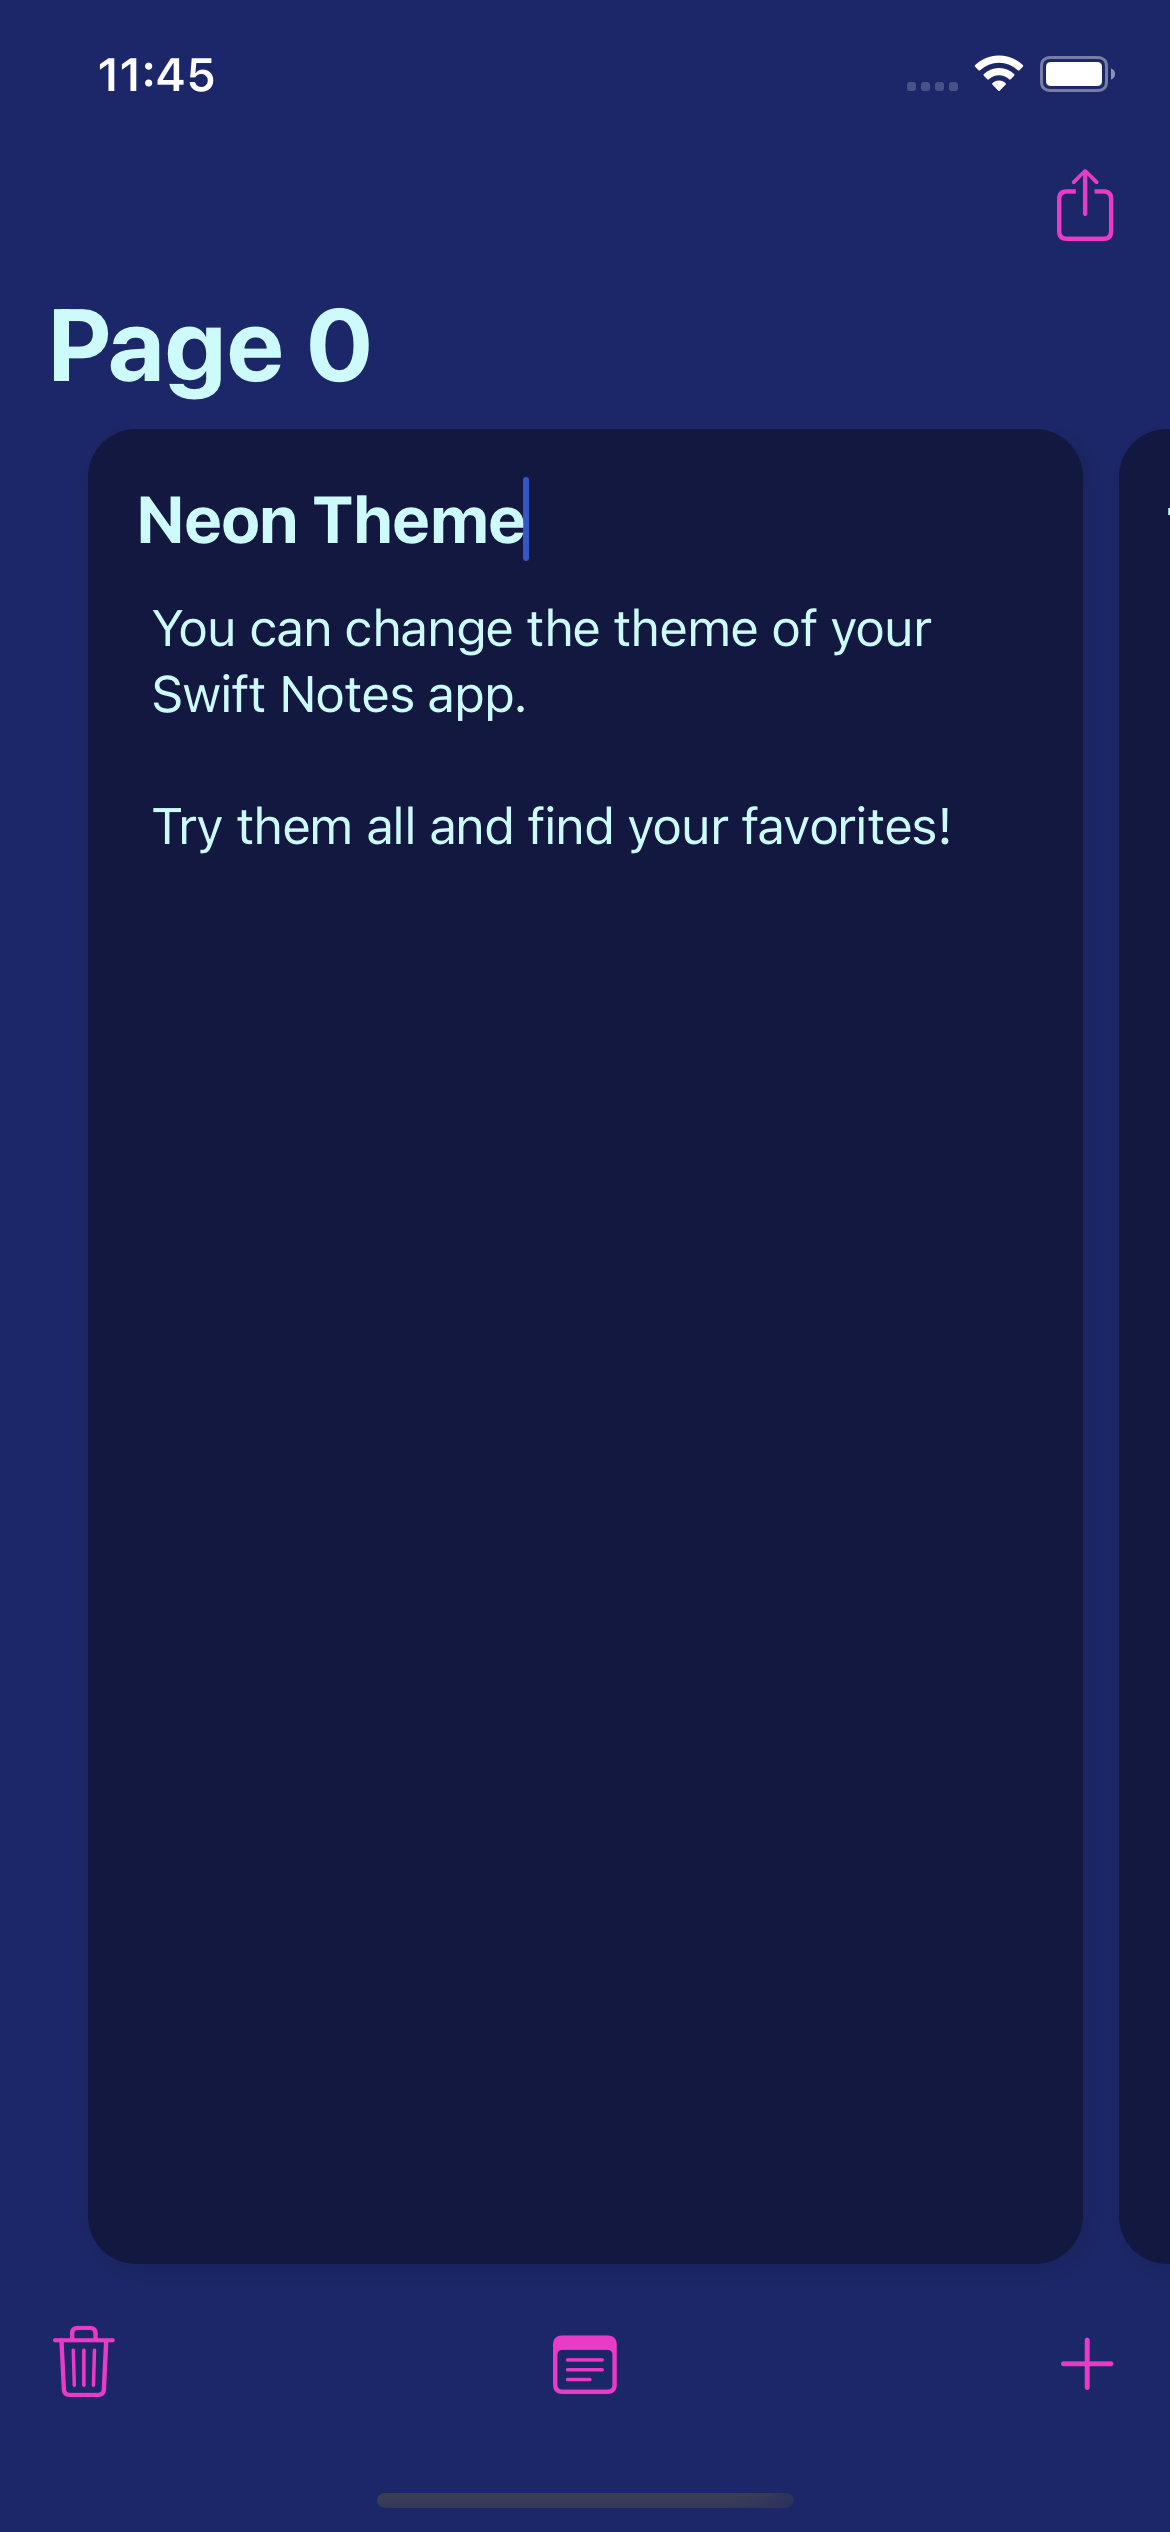 11:45
Page 0
Neon Theme
You can change the theme of your
Swift Notes app.
Try them all and find your favorites!